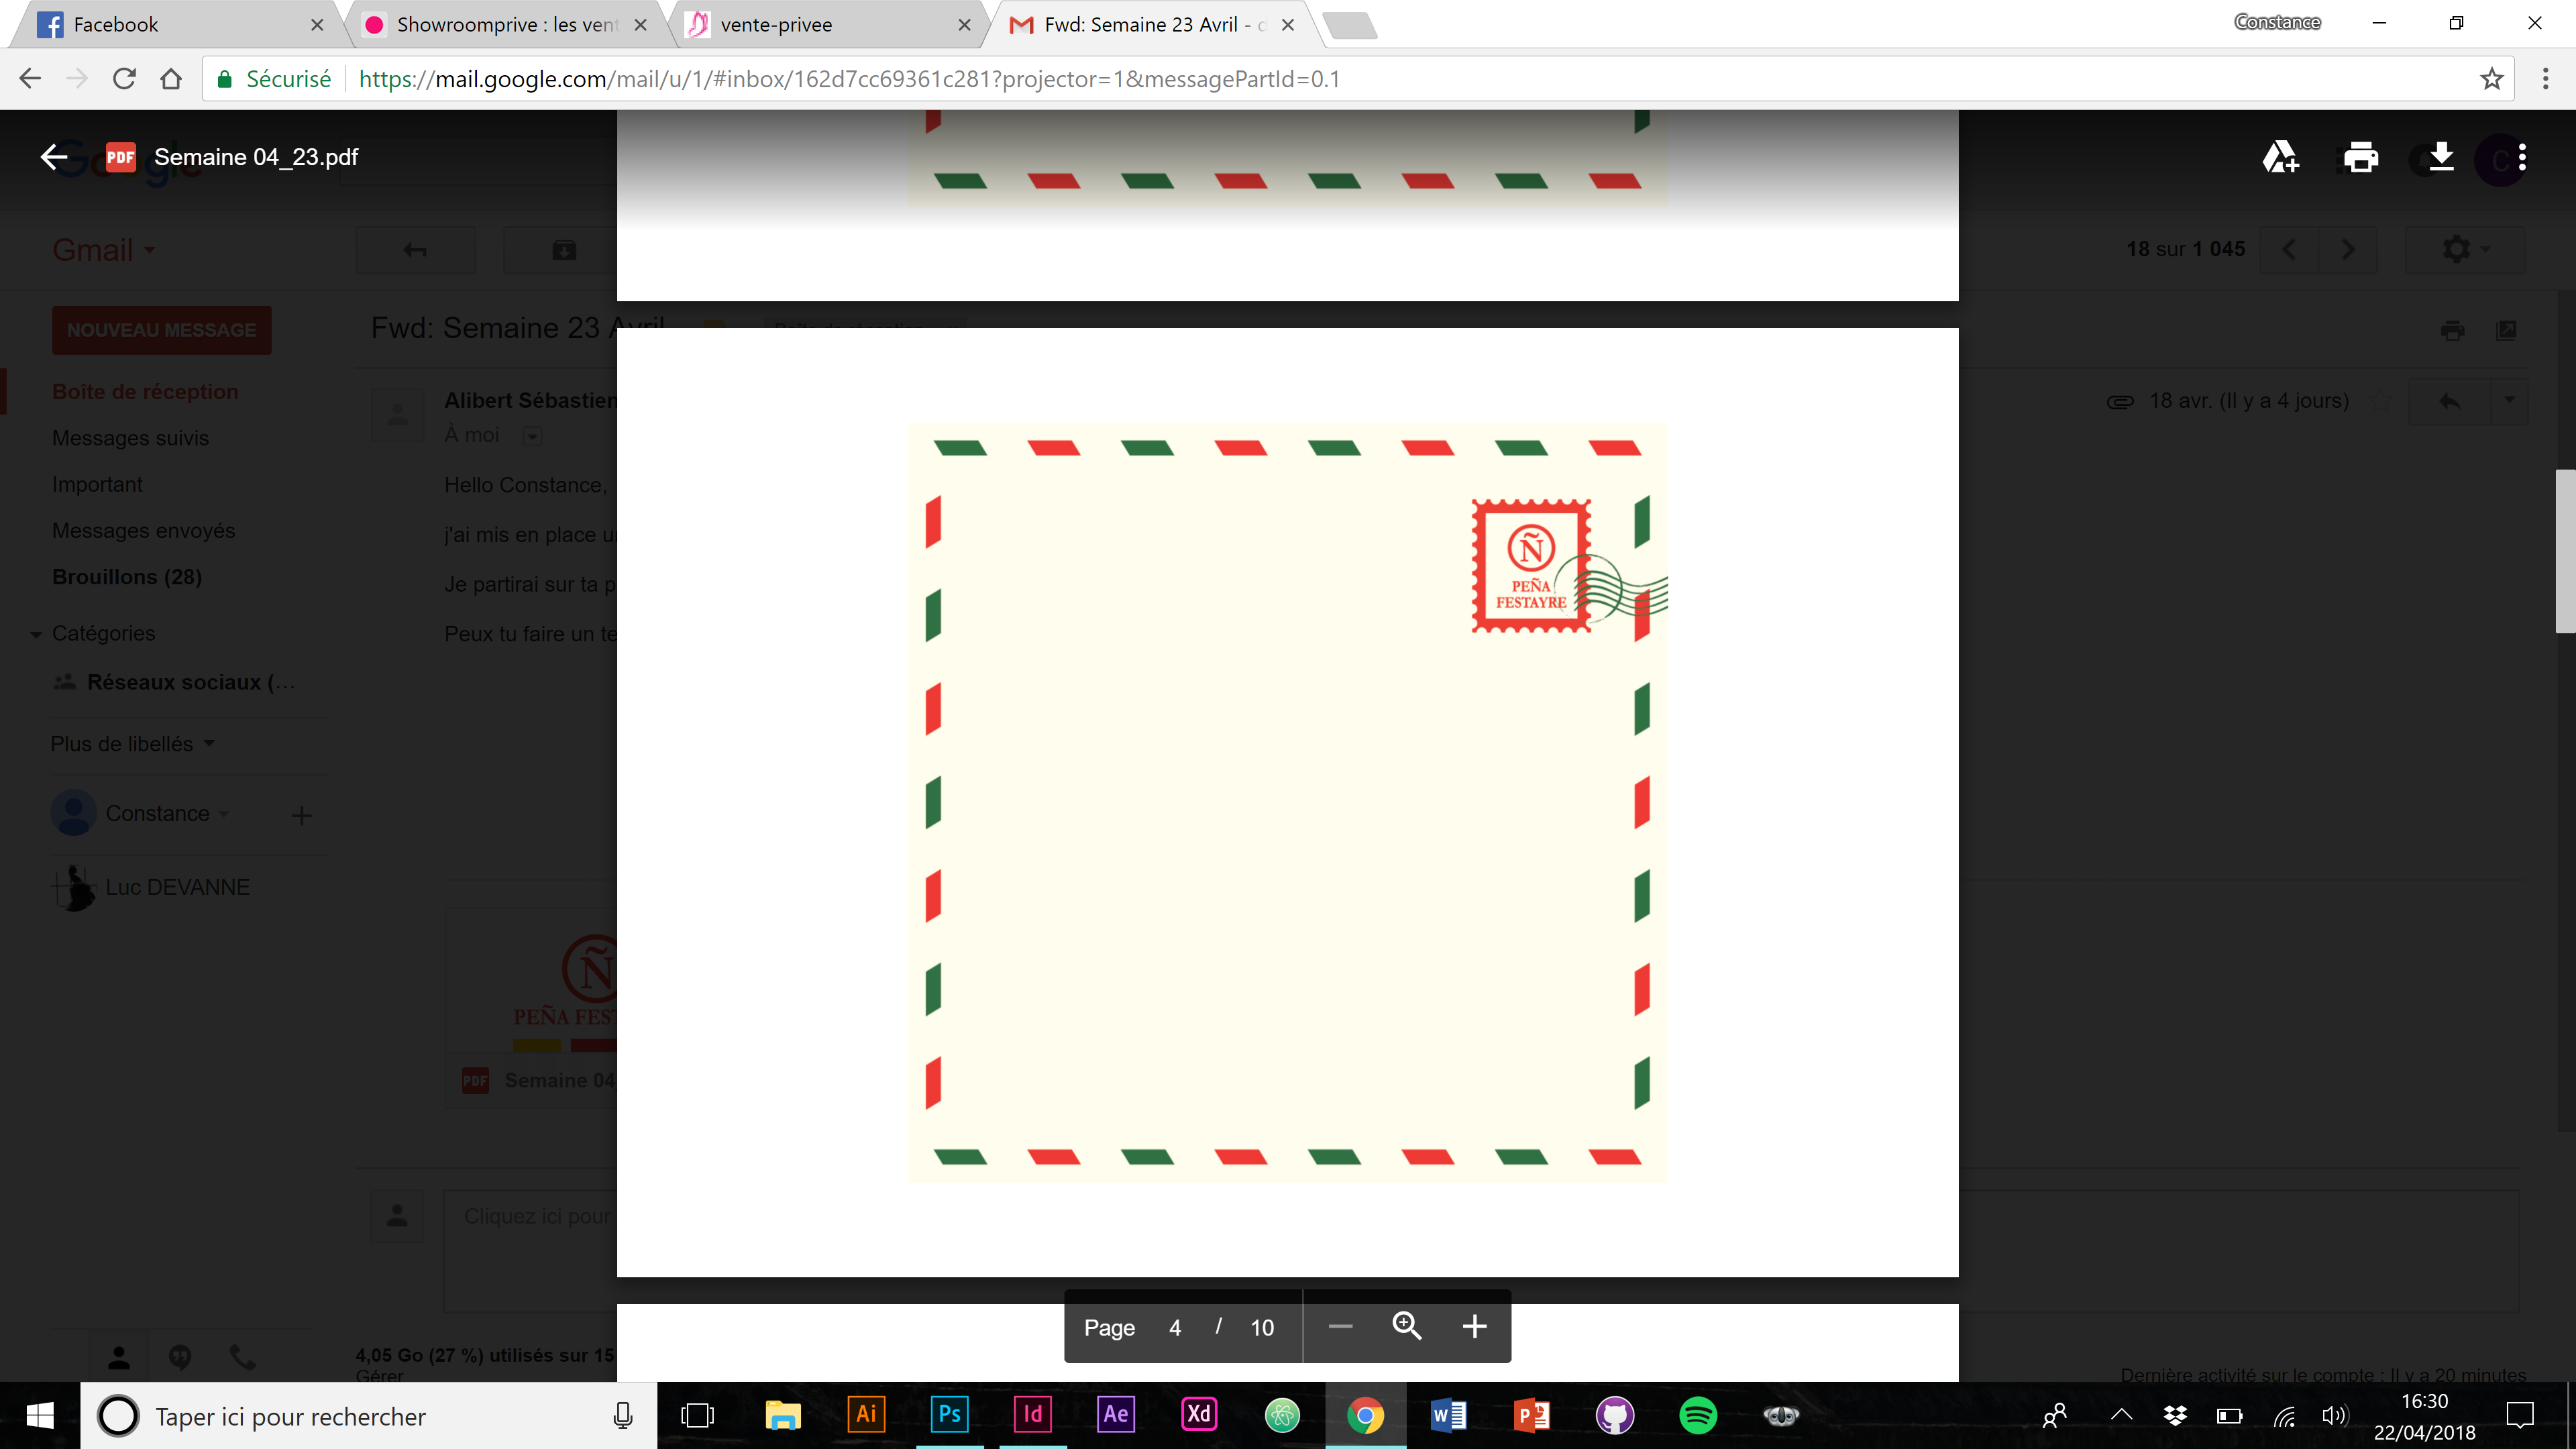 Facebook
Showroomprive : les vent
vente-privee
Fwd: Semaine 23 Avril - c
Constance
Sécurisé
https://mail.google.com/mail/u/1/#inbox/162d7cc69361c281?projector=1&messagePartId=0.1
PDF
Semaine 04_23.pdf
Gmail
18 sur 1 045
NOUVEAU MESSAGE
Fwd: Semaine 23 Avril
Boîte de réception
Messages suivis
Important
Messages envoyés
Brouillons (28)
Catégories
Réseaux sociaux (...
Plus de libellés
Constance
Luc DEVANNE
Alibert Sébastien
À moi
18 avr. (Il y a 4 jours)
Hello Constance,
j'ai mis en place u
Je partirai sur ta p
Peux tu faire un te
Ñ
PEÑA FEST
PDF
Semaine 04
Cliquez ici pour
Ñ
PEÑA
FESTAYRE
Page 4 / 10
4,05 Go (27 %) utilisés sur 15
Gérer
Dernière activité sur le compte : Il y a 20 minutes
Taper ici pour rechercher
Ai
Ps
Id
Ae
Xd
16:30
22/04/2018